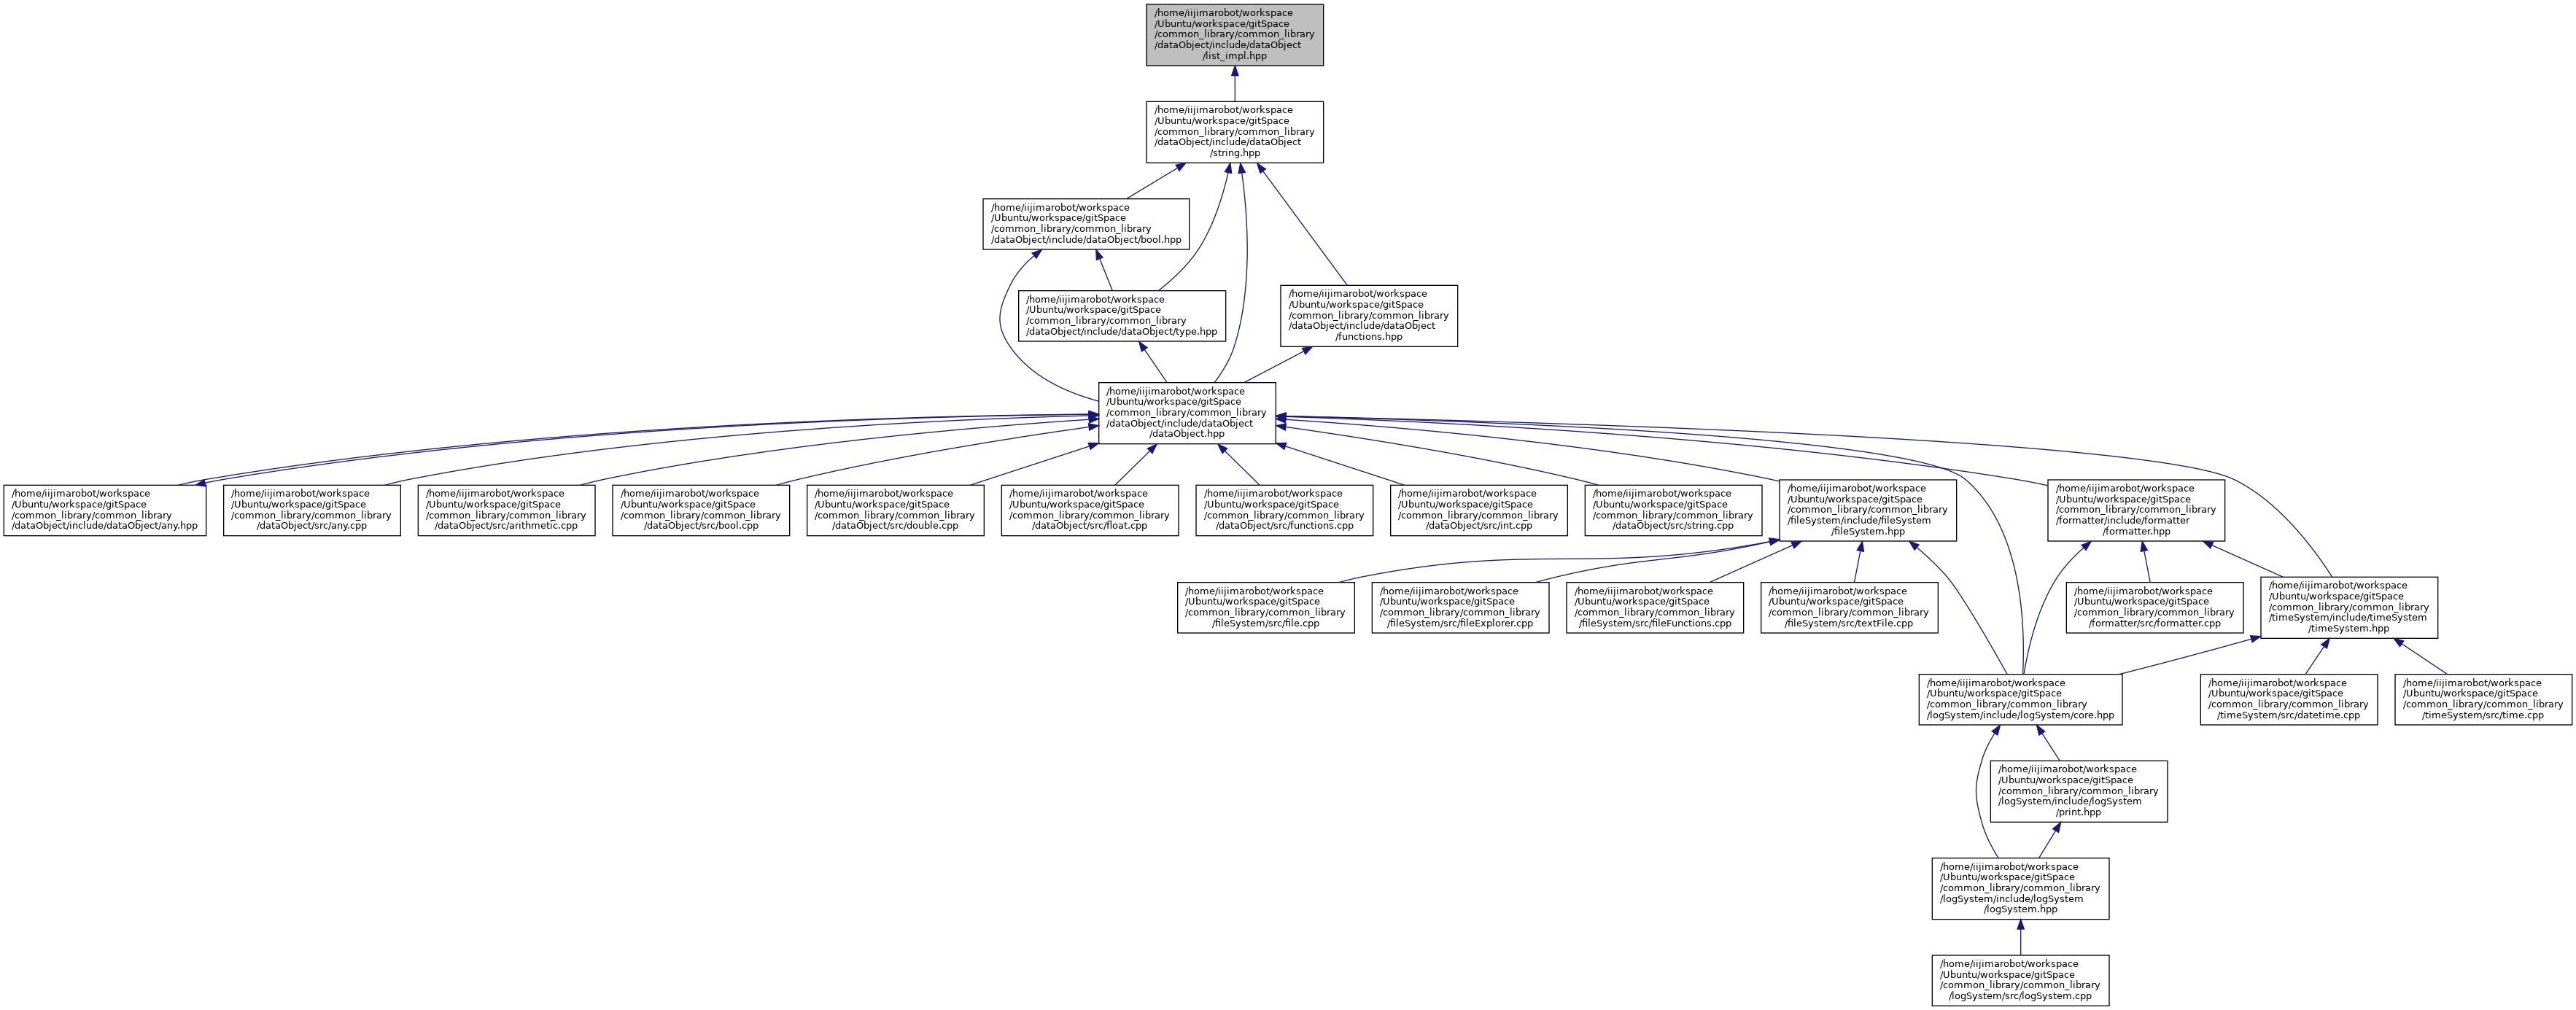 /home/iijimarobot/workspace
/Ubuntu/workspace/gitSpace
/common_library/common_library
/dataObject/include/dataObject
/list_impl.hpp
/home/iijimarobot/workspace
/Ubuntu/workspace/gitSpace
/common_library/common_library
/dataObject/include/dataObject
/string.hpp
/home/iijimarobot/workspace
/Ubuntu/workspace/gitSpace
/common_library/common_library
/dataObject/include/dataObject/bool.hpp
/home/iijimarobot/workspace
/Ubuntu/workspace/gitSpace
/common_library/common_library
/dataObject/include/dataObject/type.hpp
/home/iijimarobot/workspace
/Ubuntu/workspace/gitSpace
/common_library/common_library
/dataObject/include/dataObject
/functions.hpp
/home/iijimarobot/workspace
/Ubuntu/workspace/gitSpace
/common_library/common_library
/dataObject/include/dataObject
/dataObject.hpp
/home/iijimarobot/workspace
/Ubuntu/workspace/gitSpace
/common_library/common_library
/dataObject/include/dataObject/any.hpp
/home/iijimarobot/workspace
/Ubuntu/workspace/gitSpace
/common_library/common_library
/dataObject/src/any.cpp
/home/iijimarobot/workspace
/Ubuntu/workspace/gitSpace
/common_library/common_library
/dataObject/src/arithmetic.cpp
/home/iijimarobot/workspace
/Ubuntu/workspace/gitSpace
/common_library/common_library
/dataObject/src/bool.cpp
/home/iijimarobot/workspace
/Ubuntu/workspace/gitSpace
/common_library/common_library
/dataObject/src/double.cpp
/home/iijimarobot/workspace
/Ubuntu/workspace/gitSpace
/common_library/common_library
/dataObject/src/float.cpp
/home/iijimarobot/workspace
/Ubuntu/workspace/gitSpace
/common_library/common_library
/dataObject/src/functions.cpp
/home/iijimarobot/workspace
/Ubuntu/workspace/gitSpace
/common_library/common_library
/dataObject/src/int.cpp
/home/iijimarobot/workspace
/Ubuntu/workspace/gitSpace
/common_library/common_library
/dataObject/src/string.cpp
/home/iijimarobot/workspace
/Ubuntu/workspace/gitSpace
/common_library/common_library
/fileSystem/include/fileSystem
/fileSystem.hpp
/home/iijimarobot/workspace
/Ubuntu/workspace/gitSpace
/common_library/common_library
/formatter/include/formatter
/formatter.hpp
/home/iijimarobot/workspace
/Ubuntu/workspace/gitSpace
/common_library/common_library
/fileSystem/src/file.cpp
/home/iijimarobot/workspace
/Ubuntu/workspace/gitSpace
/common_library/common_library
/fileSystem/src/fileExplorer.cpp
/home/iijimarobot/workspace
/Ubuntu/workspace/gitSpace
/common_library/common_library
/fileSystem/src/fileFunctions.cpp
/home/iijimarobot/workspace
/Ubuntu/workspace/gitSpace
/common_library/common_library
/fileSystem/src/textFile.cpp
/home/iijimarobot/workspace
/Ubuntu/workspace/gitSpace
/common_library/common_library
/formatter/src/formatter.cpp
/home/iijimarobot/workspace
/Ubuntu/workspace/gitSpace
/common_library/common_library
/timeSystem/include/timeSystem
/timeSystem.hpp
/home/iijimarobot/workspace
/Ubuntu/workspace/gitSpace
/common_library/common_library
/logSystem/include/logSystem/core.hpp
/home/iijimarobot/workspace
/Ubuntu/workspace/gitSpace
/common_library/common_library
/timeSystem/src/datetime.cpp
/home/iijimarobot/workspace
/Ubuntu/workspace/gitSpace
/common_library/common_library
/timeSystem/src/time.cpp
/home/iijimarobot/workspace
/Ubuntu/workspace/gitSpace
/common_library/common_library
/logSystem/include/logSystem
/print.hpp
/home/iijimarobot/workspace
/Ubuntu/workspace/gitSpace
/common_library/common_library
/logSystem/include/logSystem
/logSystem.hpp
/home/iijimarobot/workspace
/Ubuntu/workspace/gitSpace
/common_library/common_library
/logSystem/src/logSystem.cpp